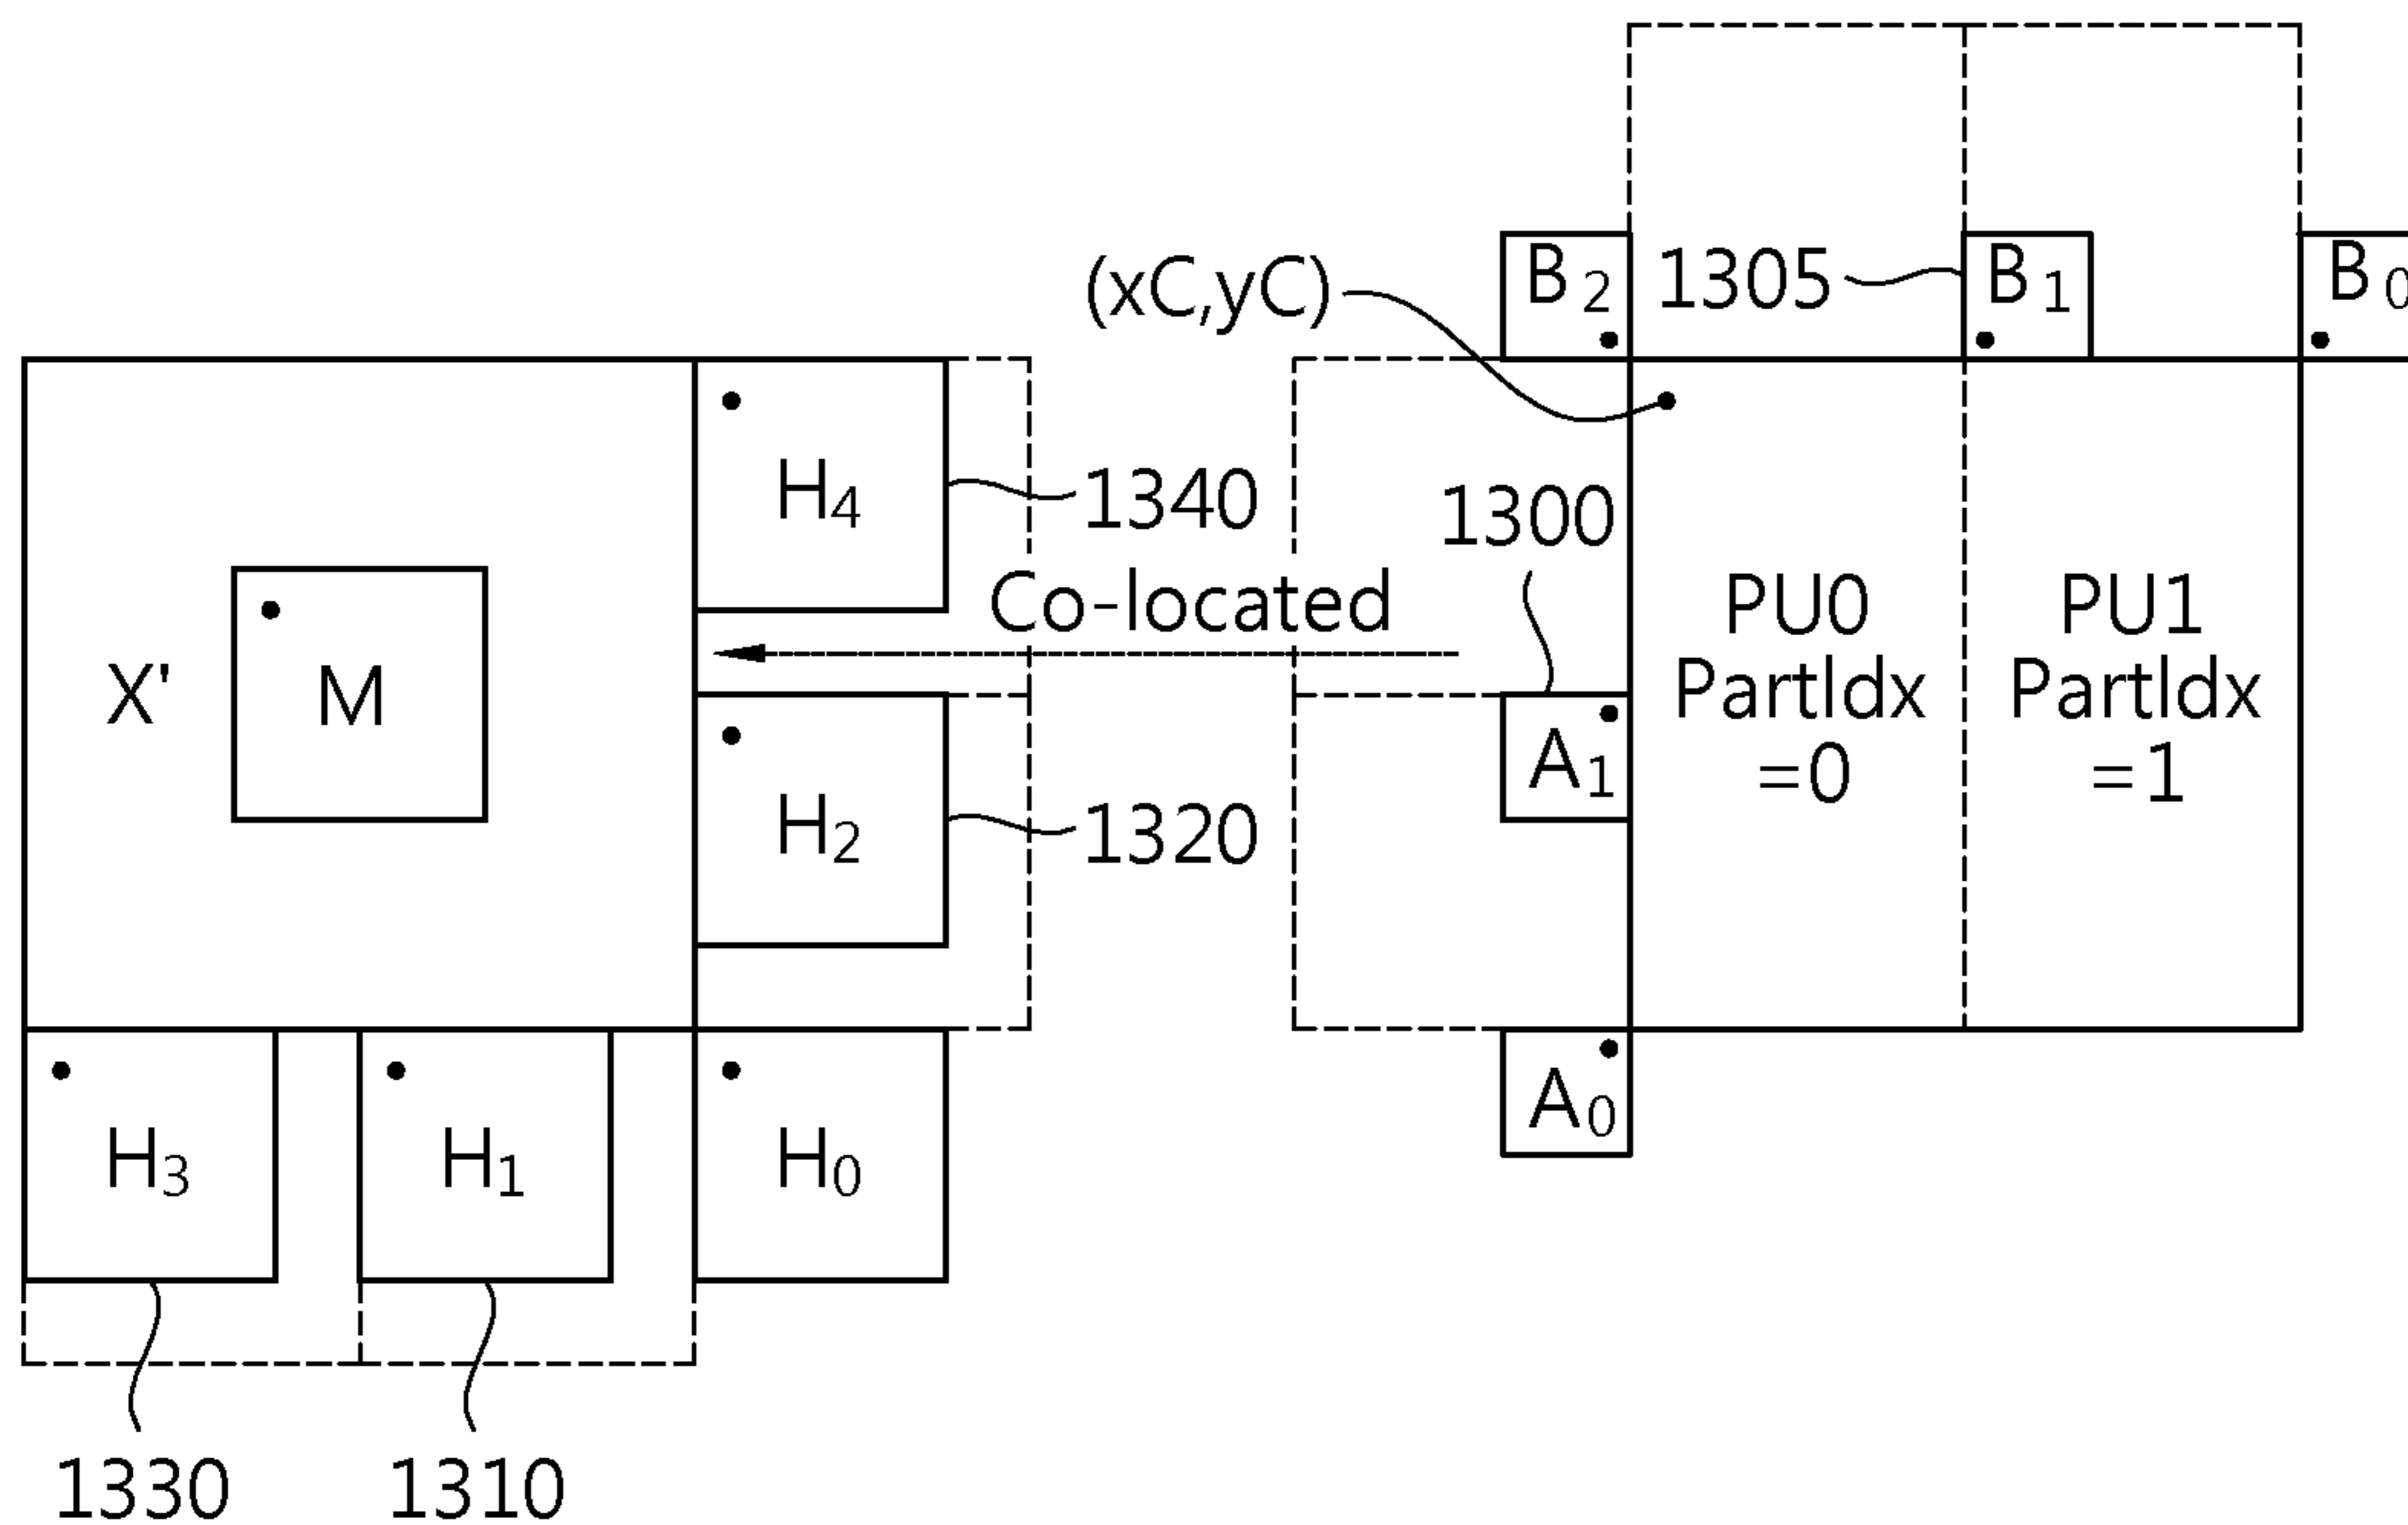 B2 1305 B1 B0
(xC,yC)
H4 1340
1300
Co-located
PU0
PartIdx
=0
PU1
PartIdx
=1
X' M
A1
H2 1320
A0
H3 H1 H0
1330 1310